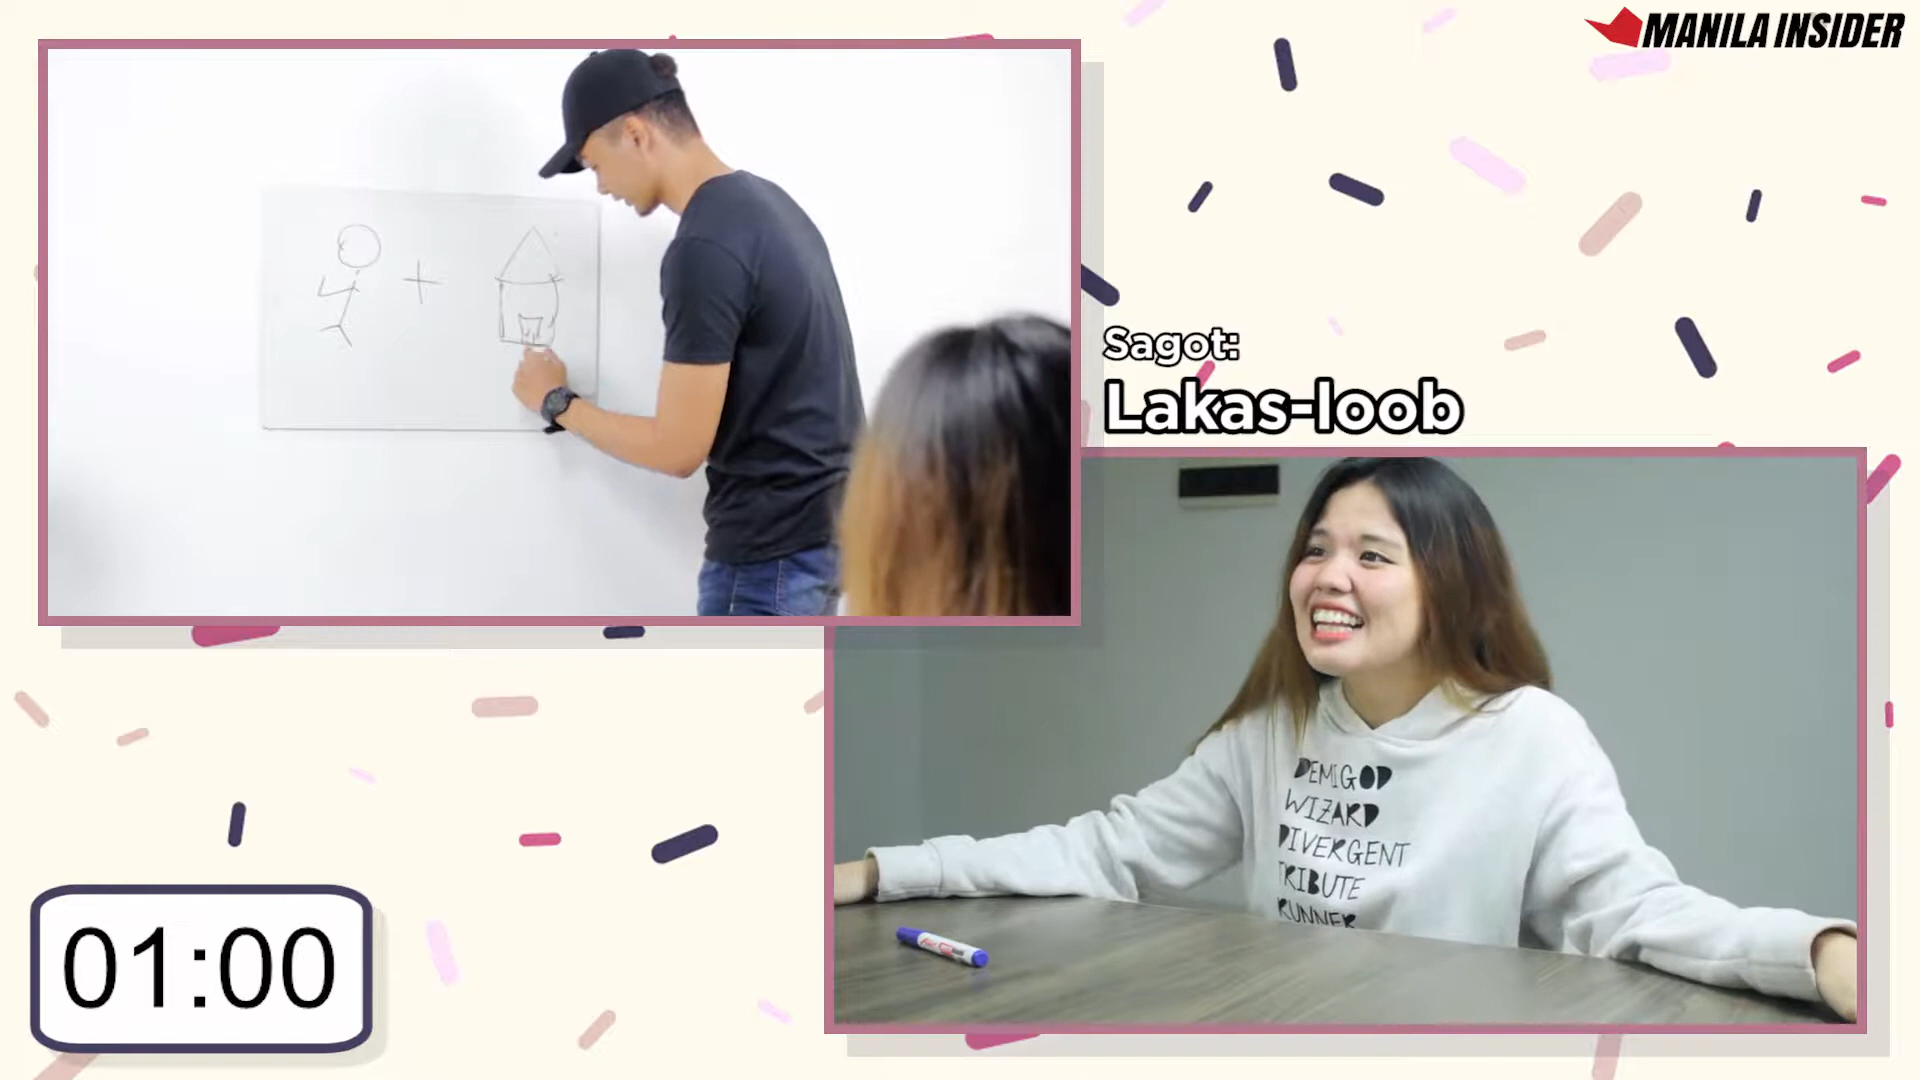 MANILA INSIDER
Sagot:
Lakas-loob
DEMIGOD
WIZARD
DIVERGENT
TRIBUTE
RUNNER
01:00